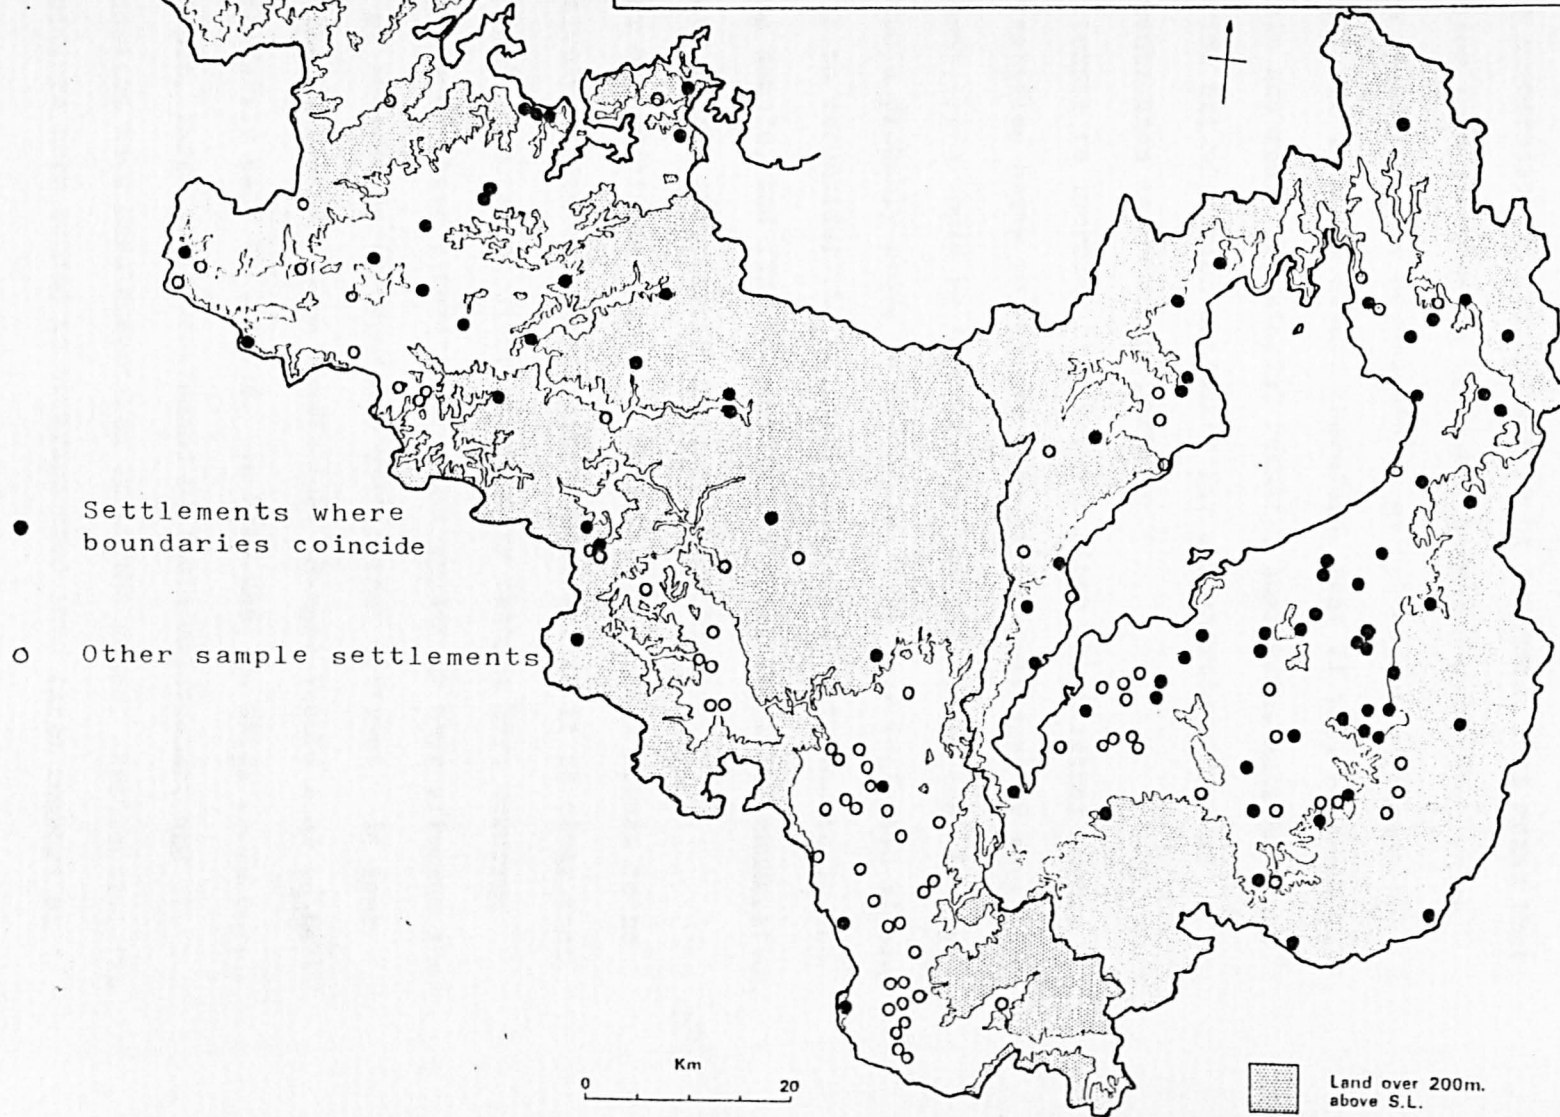 Settlements where
boundaries coincide
Other sample settlements
Km
0 20
Land over 200m.
above S.L.